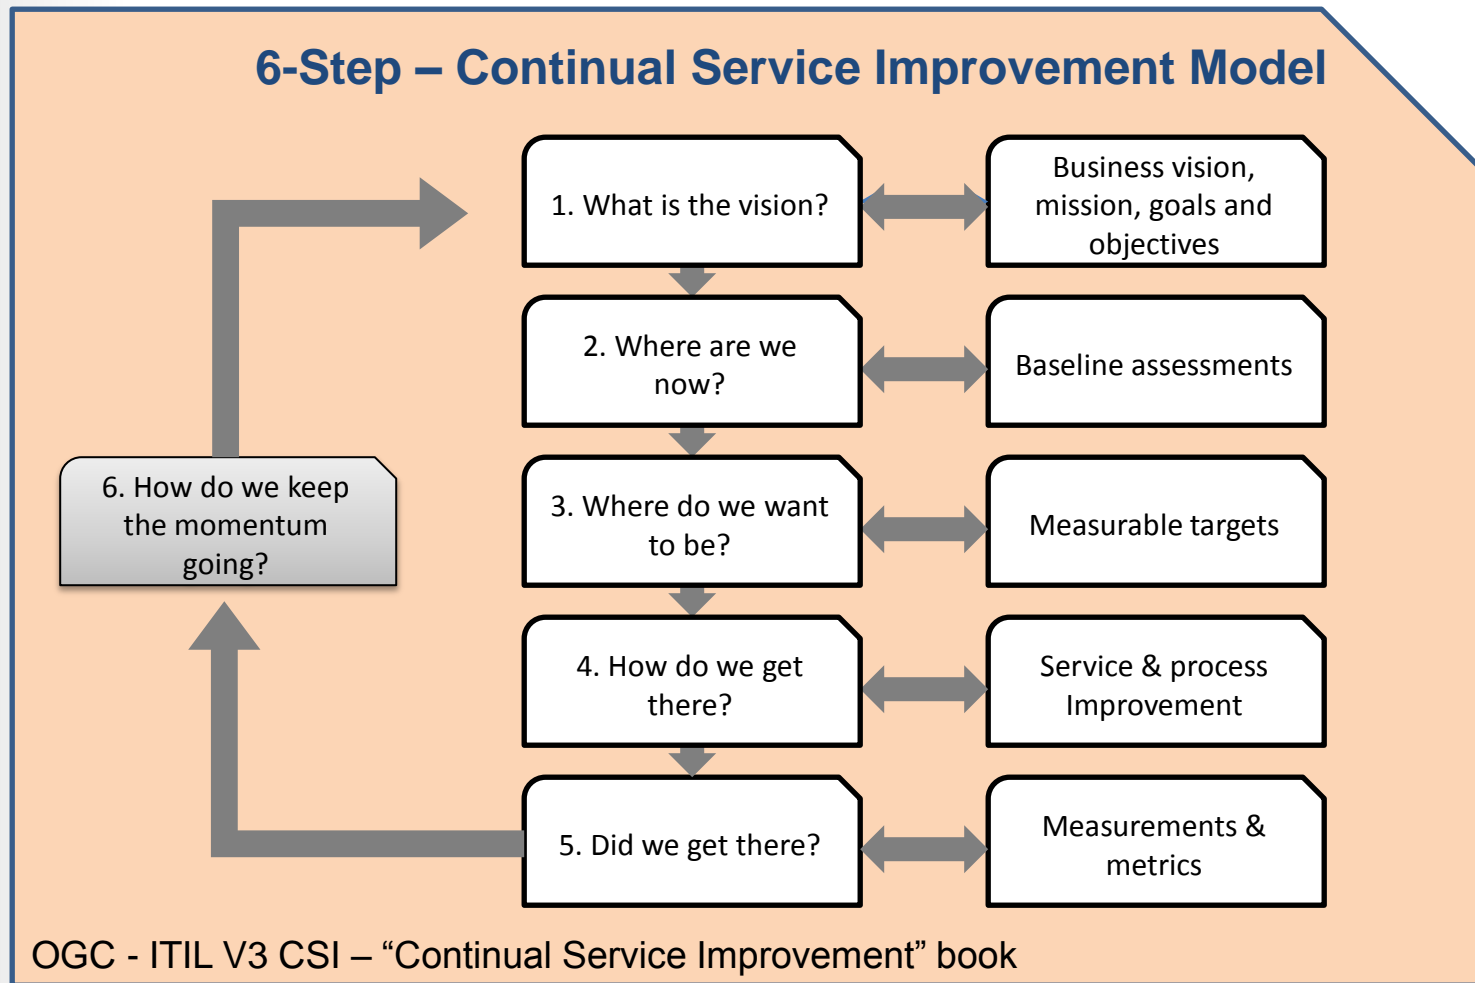 6-Step – Continual Service Improvement Model
1. What is the vision?
Business vision,
mission, goals and
objectives
2. Where are we
now?
Baseline assessments
3. Where do we want
to be?
Measurable targets
6. How do we keep
the momentum
going?
4. How do we get
there?
Service & process
Improvement
5. Did we get there?
Measurements &
metrics
OGC - ITIL V3 CSI – “Continual Service Improvement” book